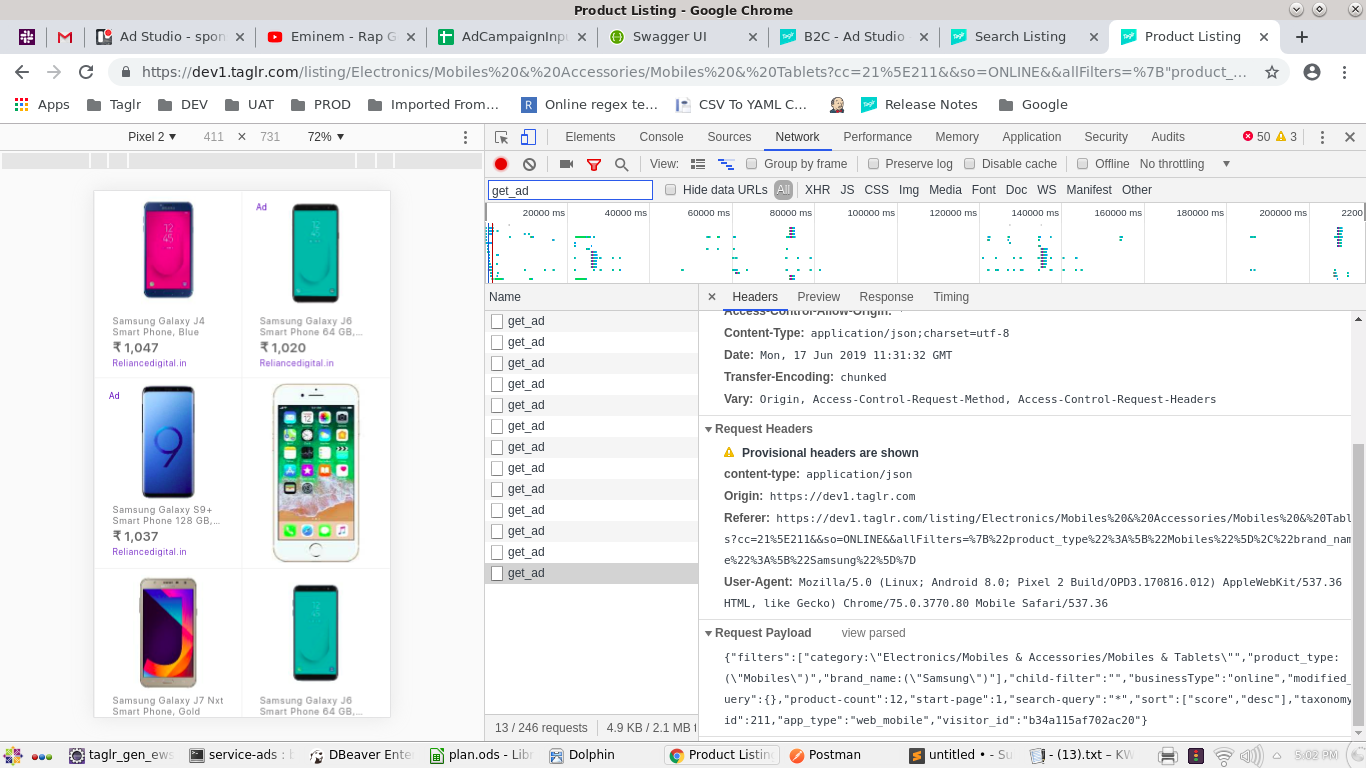 Product Listing - Google Chrome
Ad Studio - spon
Eminem - Rap G
AdCampaignInpu
Swagger UI
B2C - Ad Studio
Search Listing
Product Listing
https://dev1.taglr.com/listing/Electronics/Mobiles%20&%20Accessories/Mobiles%20&%20Tablets?cc=21%5E211&&so=ONLINE&&allFilters=%7B"product_...
Apps
Taglr
DEV
UAT
PROD
Imported From...
Online regex te...
CSV To YAML C...
Release Notes
Google
Pixel 2 ▼ 411 × 731 72% ▼
Elements Console Sources Network Performance Memory Application Security Audits 50 3
View: Group by frame Preserve log Disable cache Offline No throttling
get_ad Hide data URLs All XHR JS CSS Img Media Font Doc WS Manifest Other
20000 ms 40000 ms 60000 ms 80000 ms 100000 ms 120000 ms 140000 ms 160000 ms 180000 ms 200000 ms 2200
Name
get_ad
get_ad
get_ad
get_ad
get_ad
get_ad
get_ad
get_ad
get_ad
get_ad
get_ad
get_ad
get_ad
13 / 246 requests 4.9 KB / 2.1 MB t
× Headers Preview Response Timing
Access-Control-Allow-Origin: *
Content-Type: application/json;charset=utf-8
Date: Mon, 17 Jun 2019 11:31:32 GMT
Transfer-Encoding: chunked
Vary: Origin, Access-Control-Request-Method, Access-Control-Request-Headers
Request Headers
Provisional headers are shown
content-type: application/json
Origin: https://dev1.taglr.com
Referer: https://dev1.taglr.com/listing/Electronics/Mobiles%20&%20Accessories/Mobiles%20&%20Tabl
s?cc=21%5E211&&so=ONLINE&&allFilters=%7B%22product_type%22%3A%5B%22Mobiles%22%5D%2C%22brand_nam
e%22%3A%5B%22Samsung%22%5D%7D
User-Agent: Mozilla/5.0 (Linux; Android 8.0; Pixel 2 Build/OPD3.170816.012) AppleWebKit/537.36
HTML, like Gecko) Chrome/75.0.3770.80 Mobile Safari/537.36
Request Payload view parsed
{"filters":["category:\"Electronics/Mobiles & Accessories/Mobiles & Tablets\"","product_type:
(\"Mobiles\")","brand_name:(\"Samsung\")"],"child-filter":"","businessType":"online","modified_
uery":{},"product-count":12,"start-page":1,"search-query":"*","sort":["score","desc"],"taxonomy
id":211,"app_type":"web_mobile","visitor_id":"b34a115af702ac20"}
Samsung Galaxy J4
Smart Phone, Blue
₹ 1,047
Reliancedigital.in
Ad
Samsung Galaxy J6
Smart Phone 64 GB,...
₹ 1,020
Reliancedigital.in
Ad
Samsung Galaxy S9+
Smart Phone 128 GB,...
₹ 1,037
Reliancedigital.in
Samsung Galaxy J7 Nxt
Smart Phone, Gold
Samsung Galaxy J6
Smart Phone 64 GB,...
taglr_gen_ews
service-ads : b
DBeaver Ente
plan.ods - Libr
Dolphin
Product Listin
Postman
untitled • - Su
- (13).txt – KW
5:02 PM